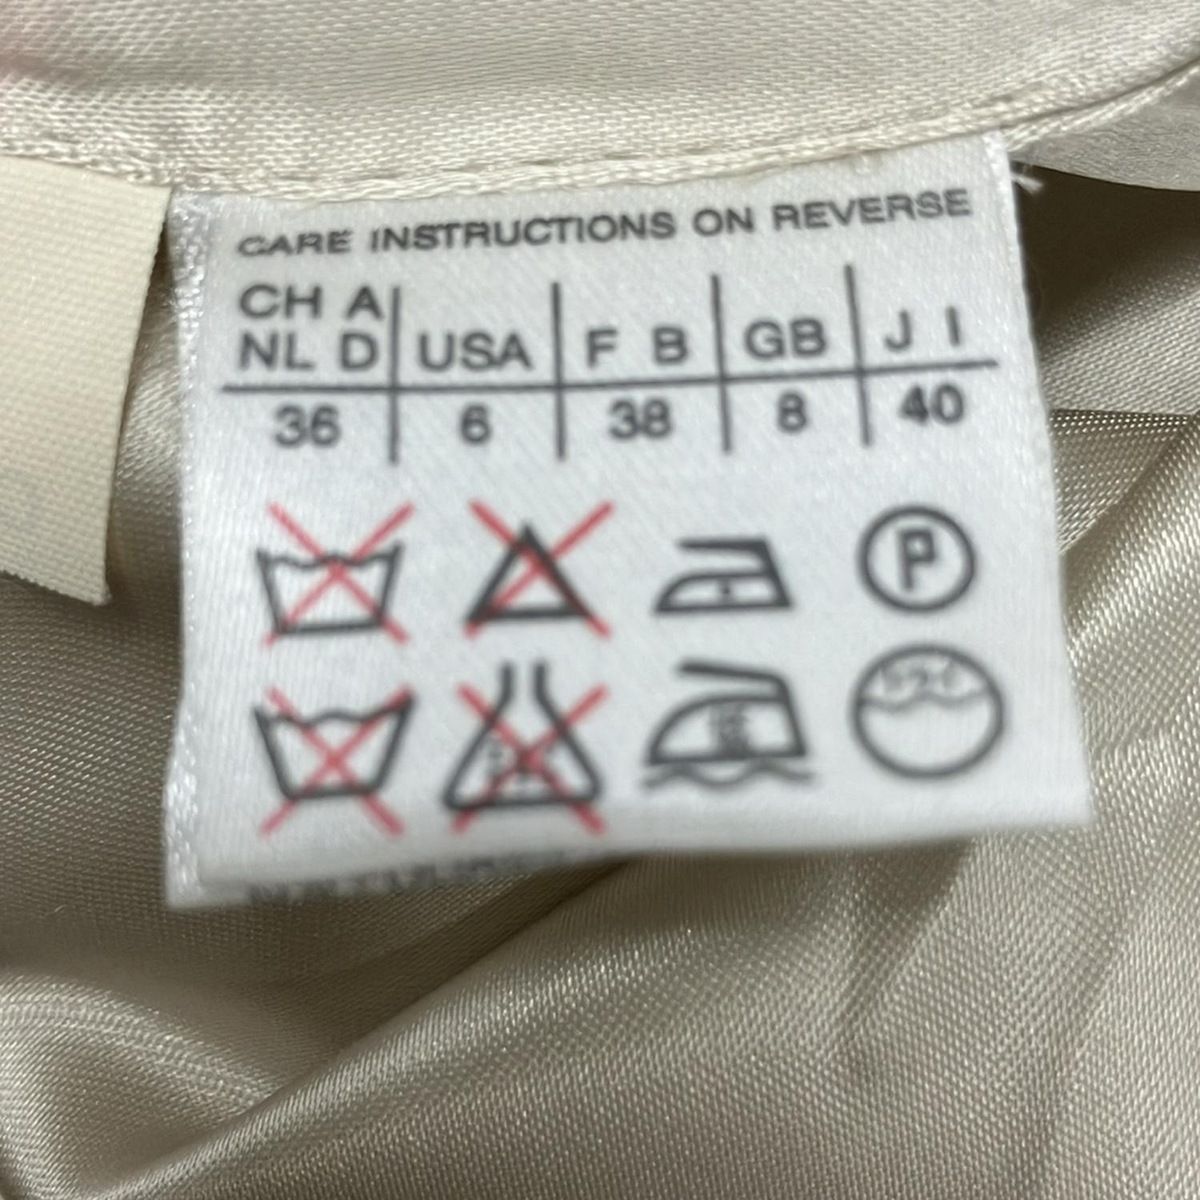 CARE INSTRUCTIONS ON REVERSE
CH A
NL D USA F B GB J I
36 6 38 8 40
P